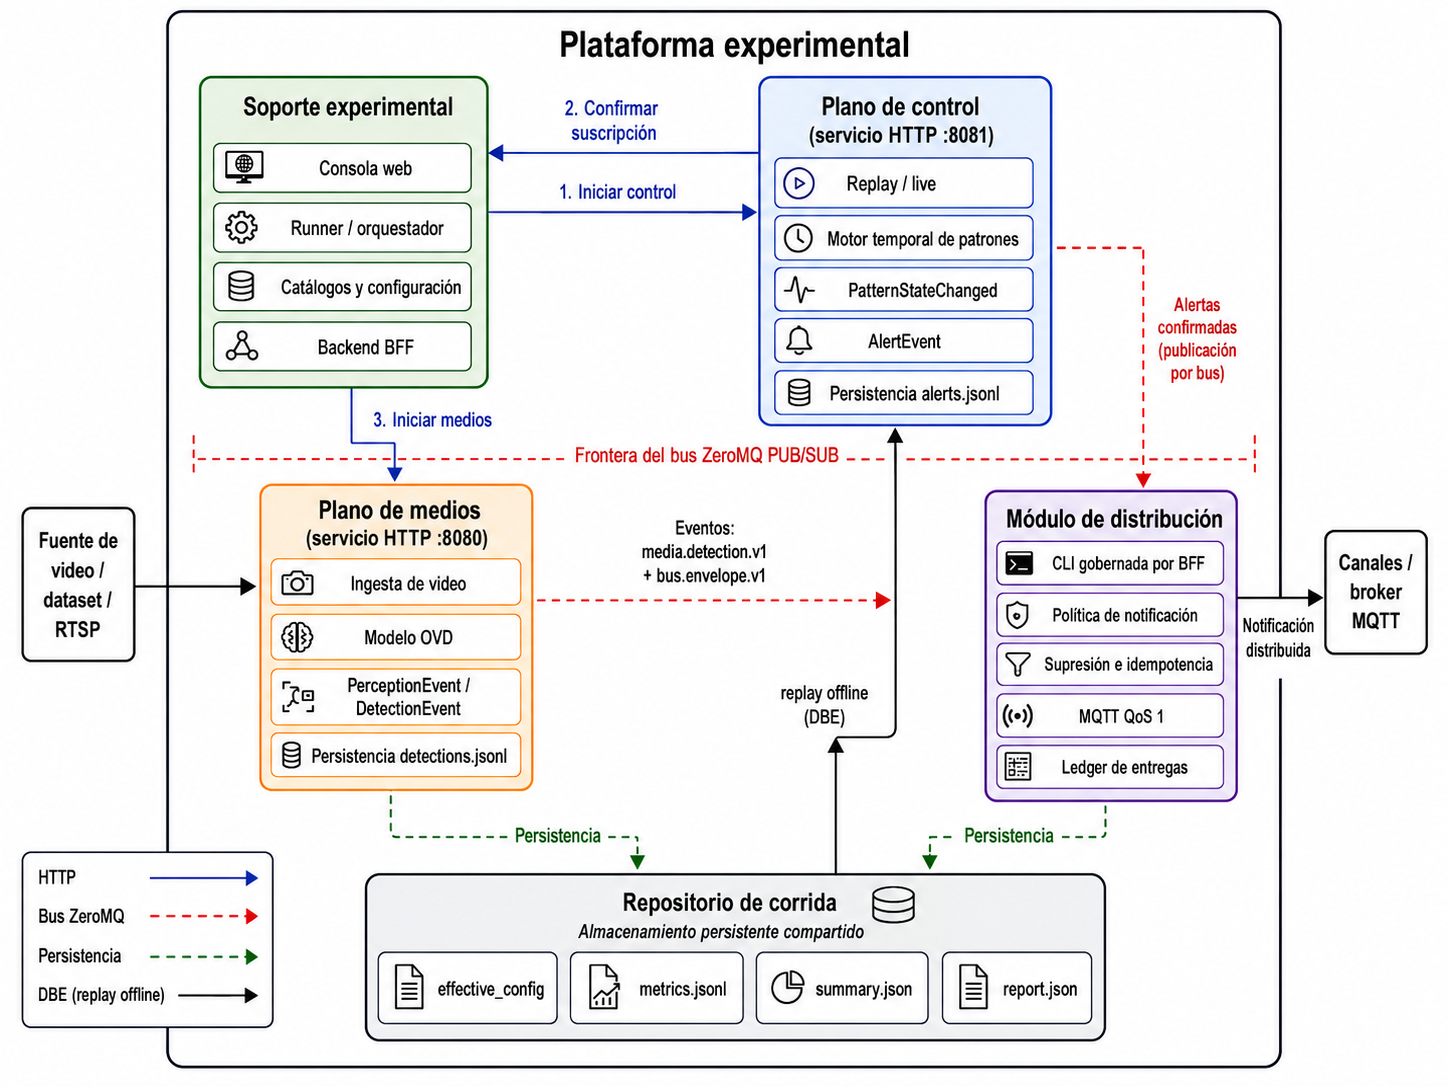 Plataforma experimental
Soporte experimental
Consola web
Runner / orquestador
Catálogos y configuración
Backend BFF
2. Confirmar
suscripción
1. Iniciar control
Plano de control
(servicio HTTP :8081)
Replay / live
Motor temporal de patrones
PatternStateChanged
AlertEvent
Persistencia alerts.jsonl
Alertas
confirmadas
(publicación
por bus)
3. Iniciar medios
Frontera del bus ZeroMQ PUB/SUB
Fuente de
video /
dataset /
RTSP
Plano de medios
(servicio HTTP :8080)
Ingesta de video
Modelo OVD
PerceptionEvent /
DetectionEvent
Persistencia detections.jsonl
Eventos:
media.detection.v1
+ bus.envelope.v1
replay offline
(DBE)
Módulo de distribución
CLI gobernada por BFF
Política de notificación
Supresión e idempotencia
MQTT QoS 1
Ledger de entregas
Notificación
distribuida
Canales /
broker
MQTT
Persistencia
Persistencia
HTTP
Bus ZeroMQ
Persistencia
DBE (replay offline)
Repositorio de corrida
Almacenamiento persistente compartido
effective_config
metrics.jsonl
summary.json
report.json